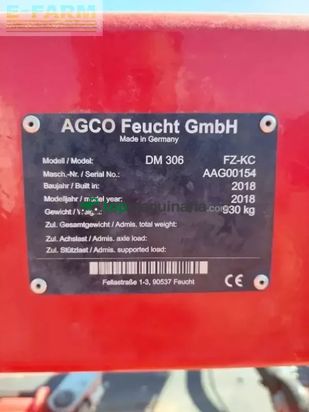 E-FARM
AGCO Feucht GmbH
Made in Germany
Modell / Model: DM 306 FZ-KC
Masch.-Nr / Serial No.: AAG00154
Baujahr / Built in: 2018
Modelljahr / model year: 2018
Gewicht / 930 kg
Zul. Gesamtgewicht / Admis. total weight:
Zul. Achslast / Admis. axle load:
Zul. Stützlast / Admis. supported load:
Fellastraße 1-3, 90537 Feucht
CE